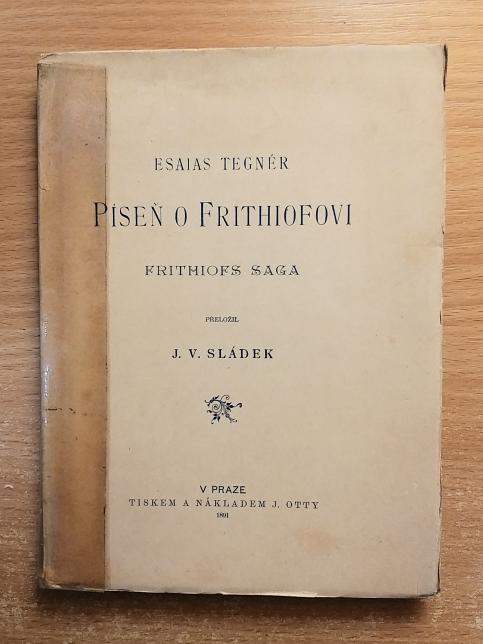 ESAIAS TEGNÉR
PÍSEŇ O FRITHIOFOVI
FRITHIOFS SAGA
PŘELOŽIL
J. V. SLÁDEK
V PRAZE
TISKEM A NÁKLADEM J. OTTY
1891